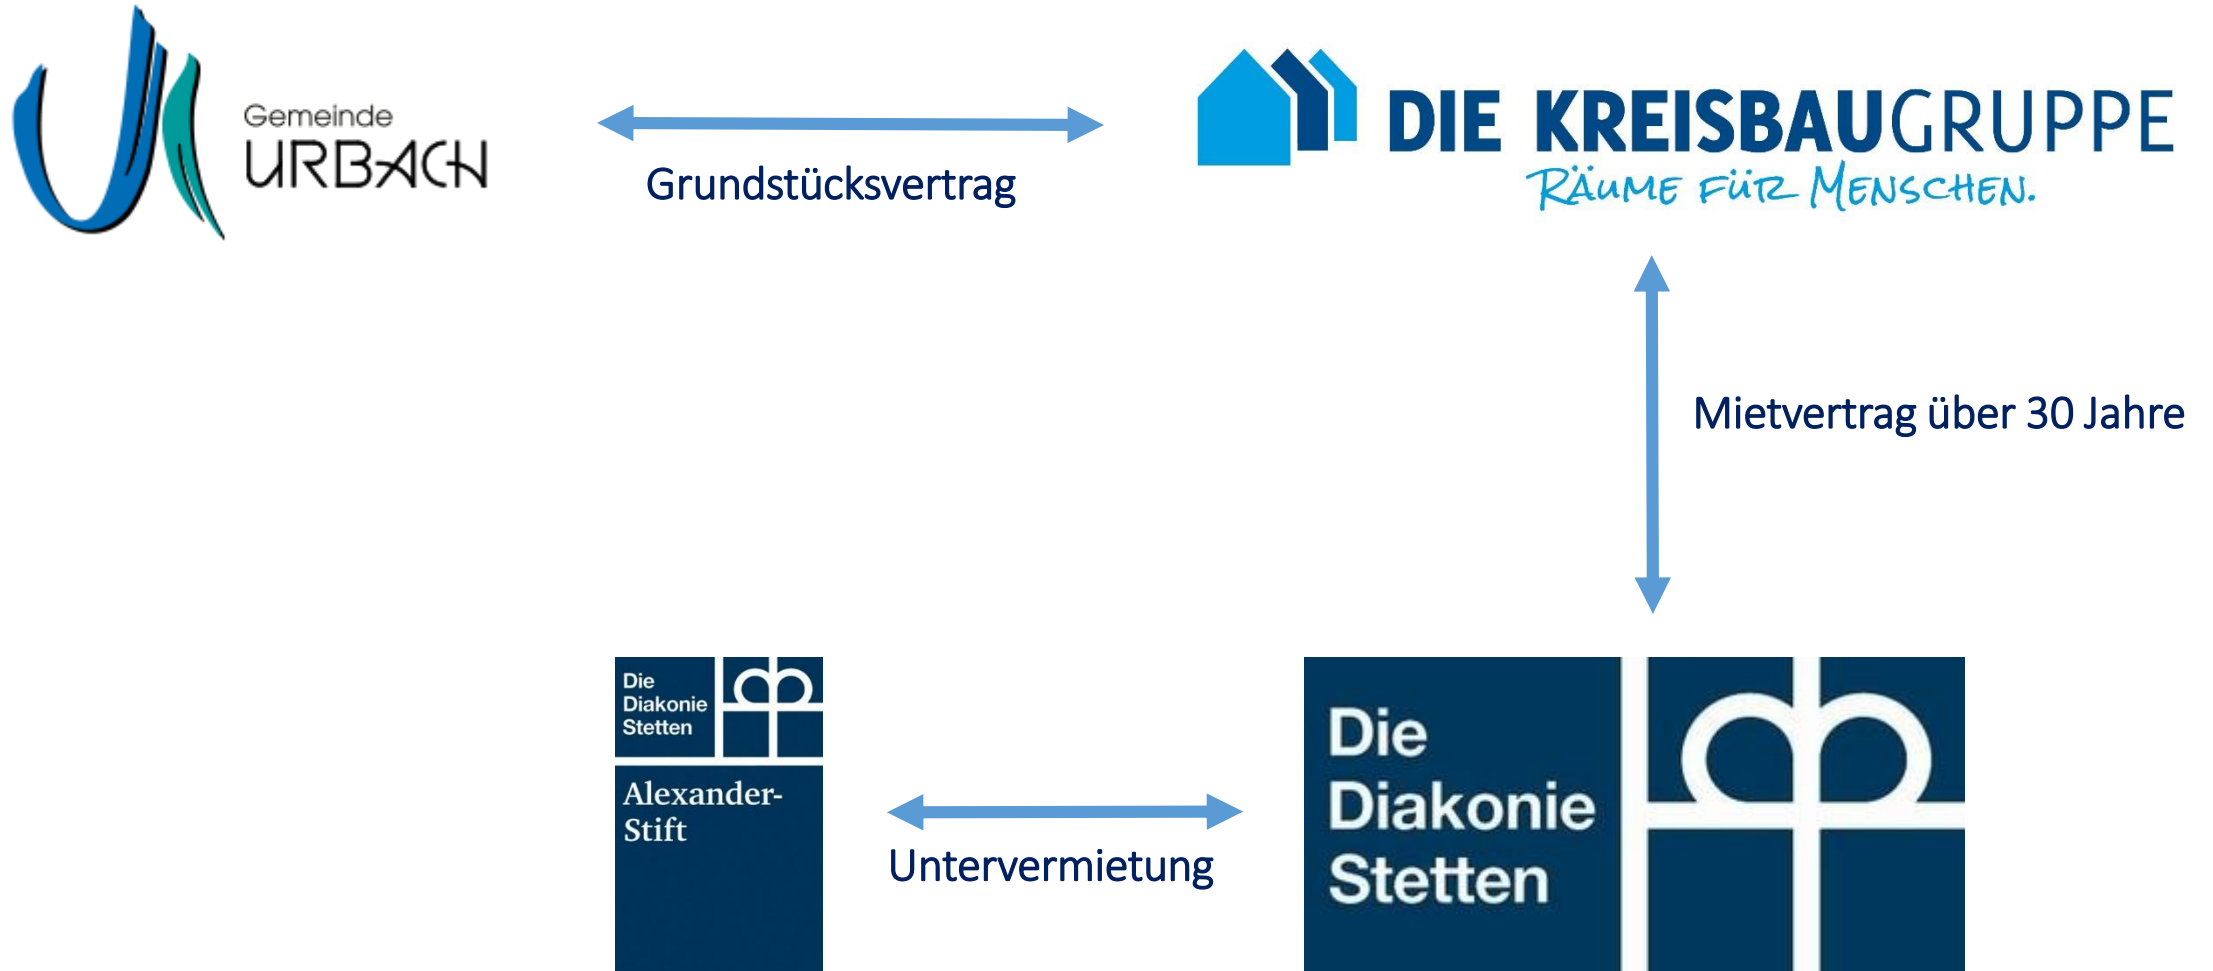 Gemeinde
URBACH
Grundstücksvertrag
DIE KREISBAUGRUPPE
RÄUME FÜR MENSCHEN.
Mietvertrag über 30 Jahre
Die
Diakonie
Stetten
Alexander-
Stift
Untervermietung
Die
Diakonie
Stetten